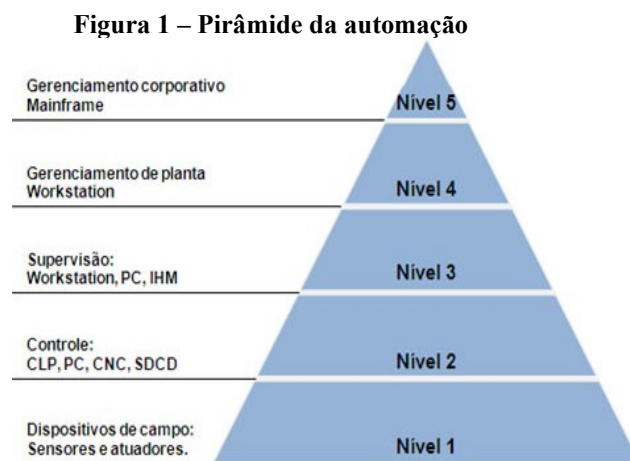 Figura 1 – Pirâmide da automação
Gerenciamento corporativo
Mainframe
Nível 5
Gerenciamento de planta
Workstation
Nível 4
Supervisão:
Workstation, PC, IHM
Nível 3
Controle:
CLP, PC, CNC, SDCD
Nível 2
Dispositivos de campo:
Sensores e atuadores.
Nível 1